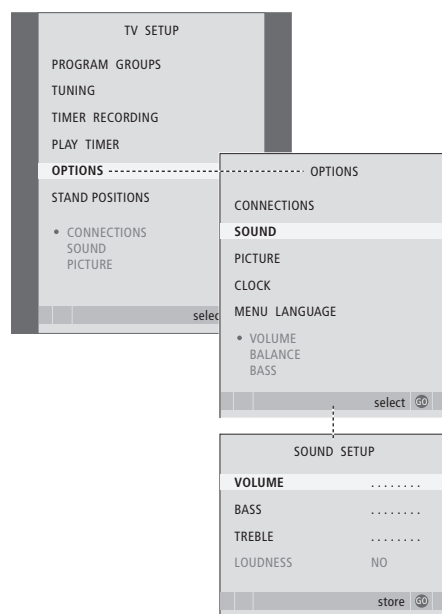 TV SETUP
PROGRAM GROUPS
TUNING
TIMER RECORDING
PLAY TIMER
OPTIONS
STAND POSITIONS
• CONNECTIONS
SOUND
PICTURE
selec
OPTIONS
CONNECTIONS
SOUND
PICTURE
CLOCK
MENU LANGUAGE
• VOLUME
BALANCE
BASS
select GO
SOUND SETUP
VOLUME ........
BASS ........
TREBLE ........
LOUDNESS NO
store GO